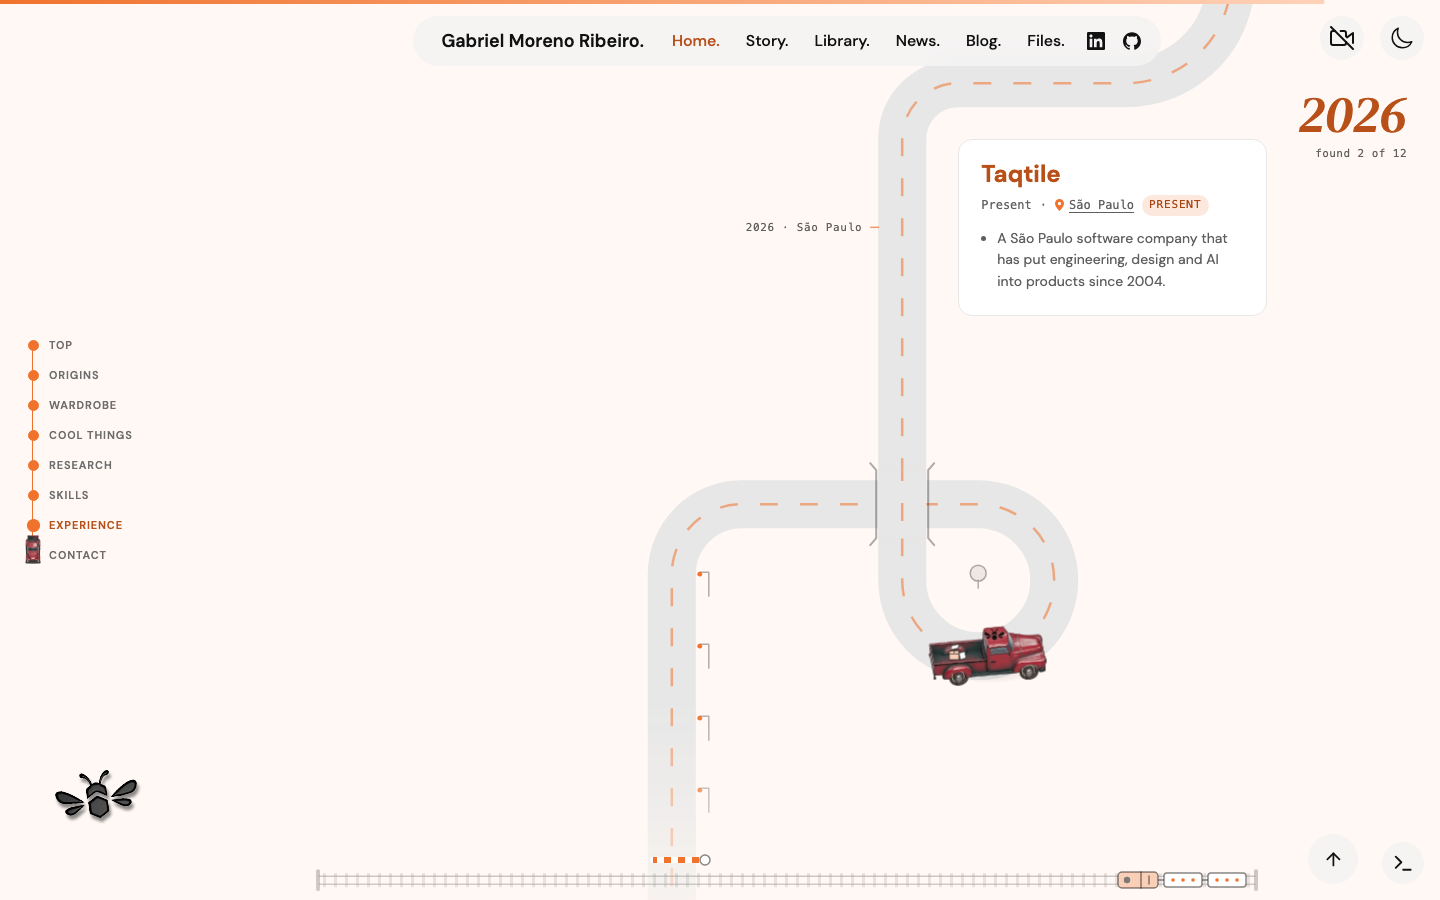 Gabriel Moreno Ribeiro. Home. Story. Library. News. Blog. Files.
2026
found 2 of 12
Taqtile
Present · São Paulo PRESENT
2026 · São Paulo
A São Paulo software company that
has put engineering, design and AI
into products since 2004.
TOP
ORIGINS
WARDROBE
COOL THINGS
RESEARCH
SKILLS
EXPERIENCE
CONTACT